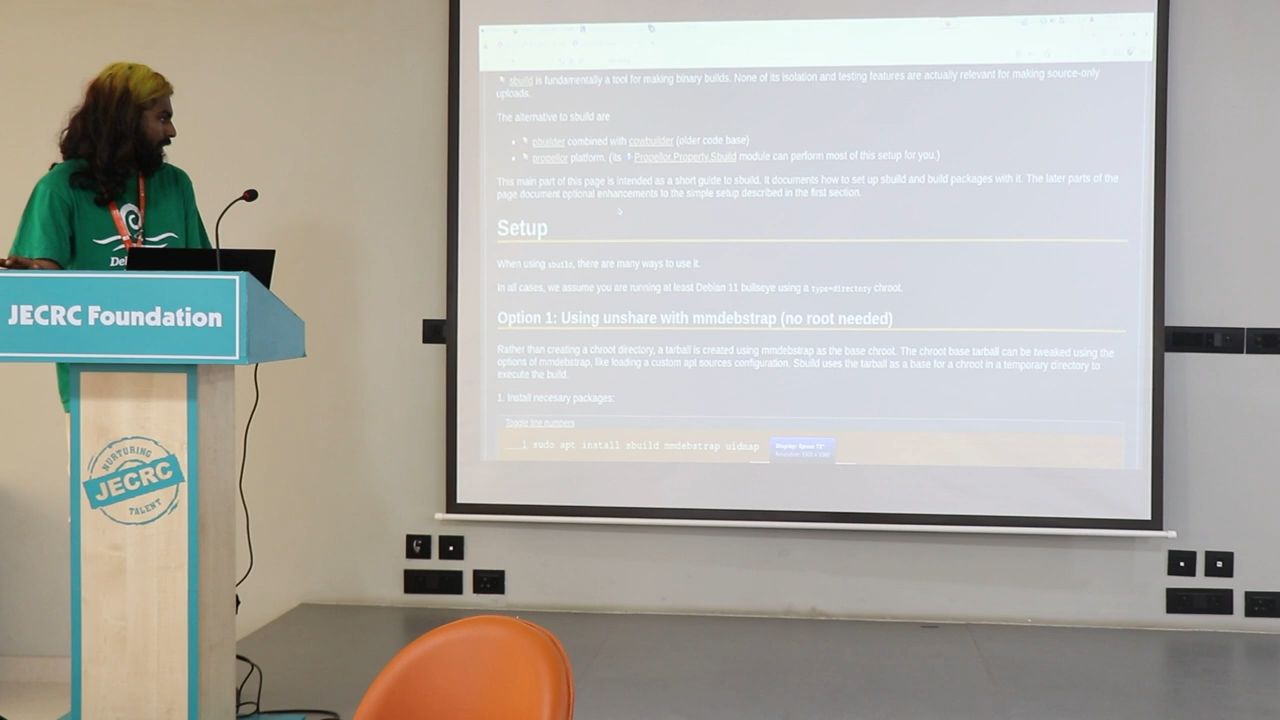 sbuild is fundamentally a tool for making binary builds. None of its isolation and testing features are actually relevant for making source-only
uploads.
The alternative to sbuild are
pbuilder combined with cowbuilder (older code base)
propellor platform. (its Propellor.Property.Sbuild module can perform most of this setup for you.)
This main part of this page is intended as a short guide to sbuild. It documents how to set up sbuild and build packages with it. The later parts of the
page document optional enhancements to the simple setup described in the first section.
Setup
When using sbuild, there are many ways to use it.
In all cases, we assume you are running at least Debian 11 bullseye using a type=directory chroot.
Option 1: Using unshare with mmdebstrap (no root needed)
Rather than creating a chroot directory, a tarball is created using mmdebstrap as the base chroot. The chroot base tarball can be tweaked using the
options of mmdebstrap, like loading a custom apt sources configuration. Sbuild uses the tarball as a base for a chroot in a temporary directory to
execute the build.
1. Install necesary packages:
Toggle line numbers
1 sudo apt install sbuild mmdebstrap uidmap
De
JECRC Foundation
NURTURING
JECRC
TALENT